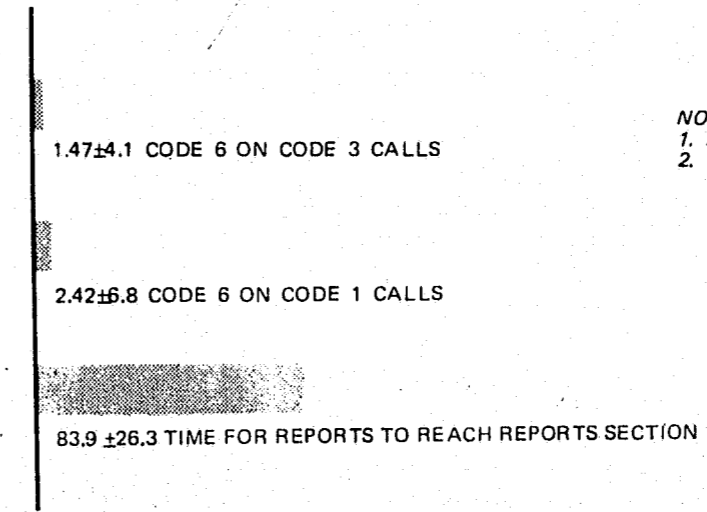 1.47±4.1 CODE 6 ON CODE 3 CALLS
NO
1.
2.
2.42±6.8 CODE 6 ON CODE 1 CALLS
83.9 ±26.3 TIME FOR REPORTS TO REACH REPORTS SECTION